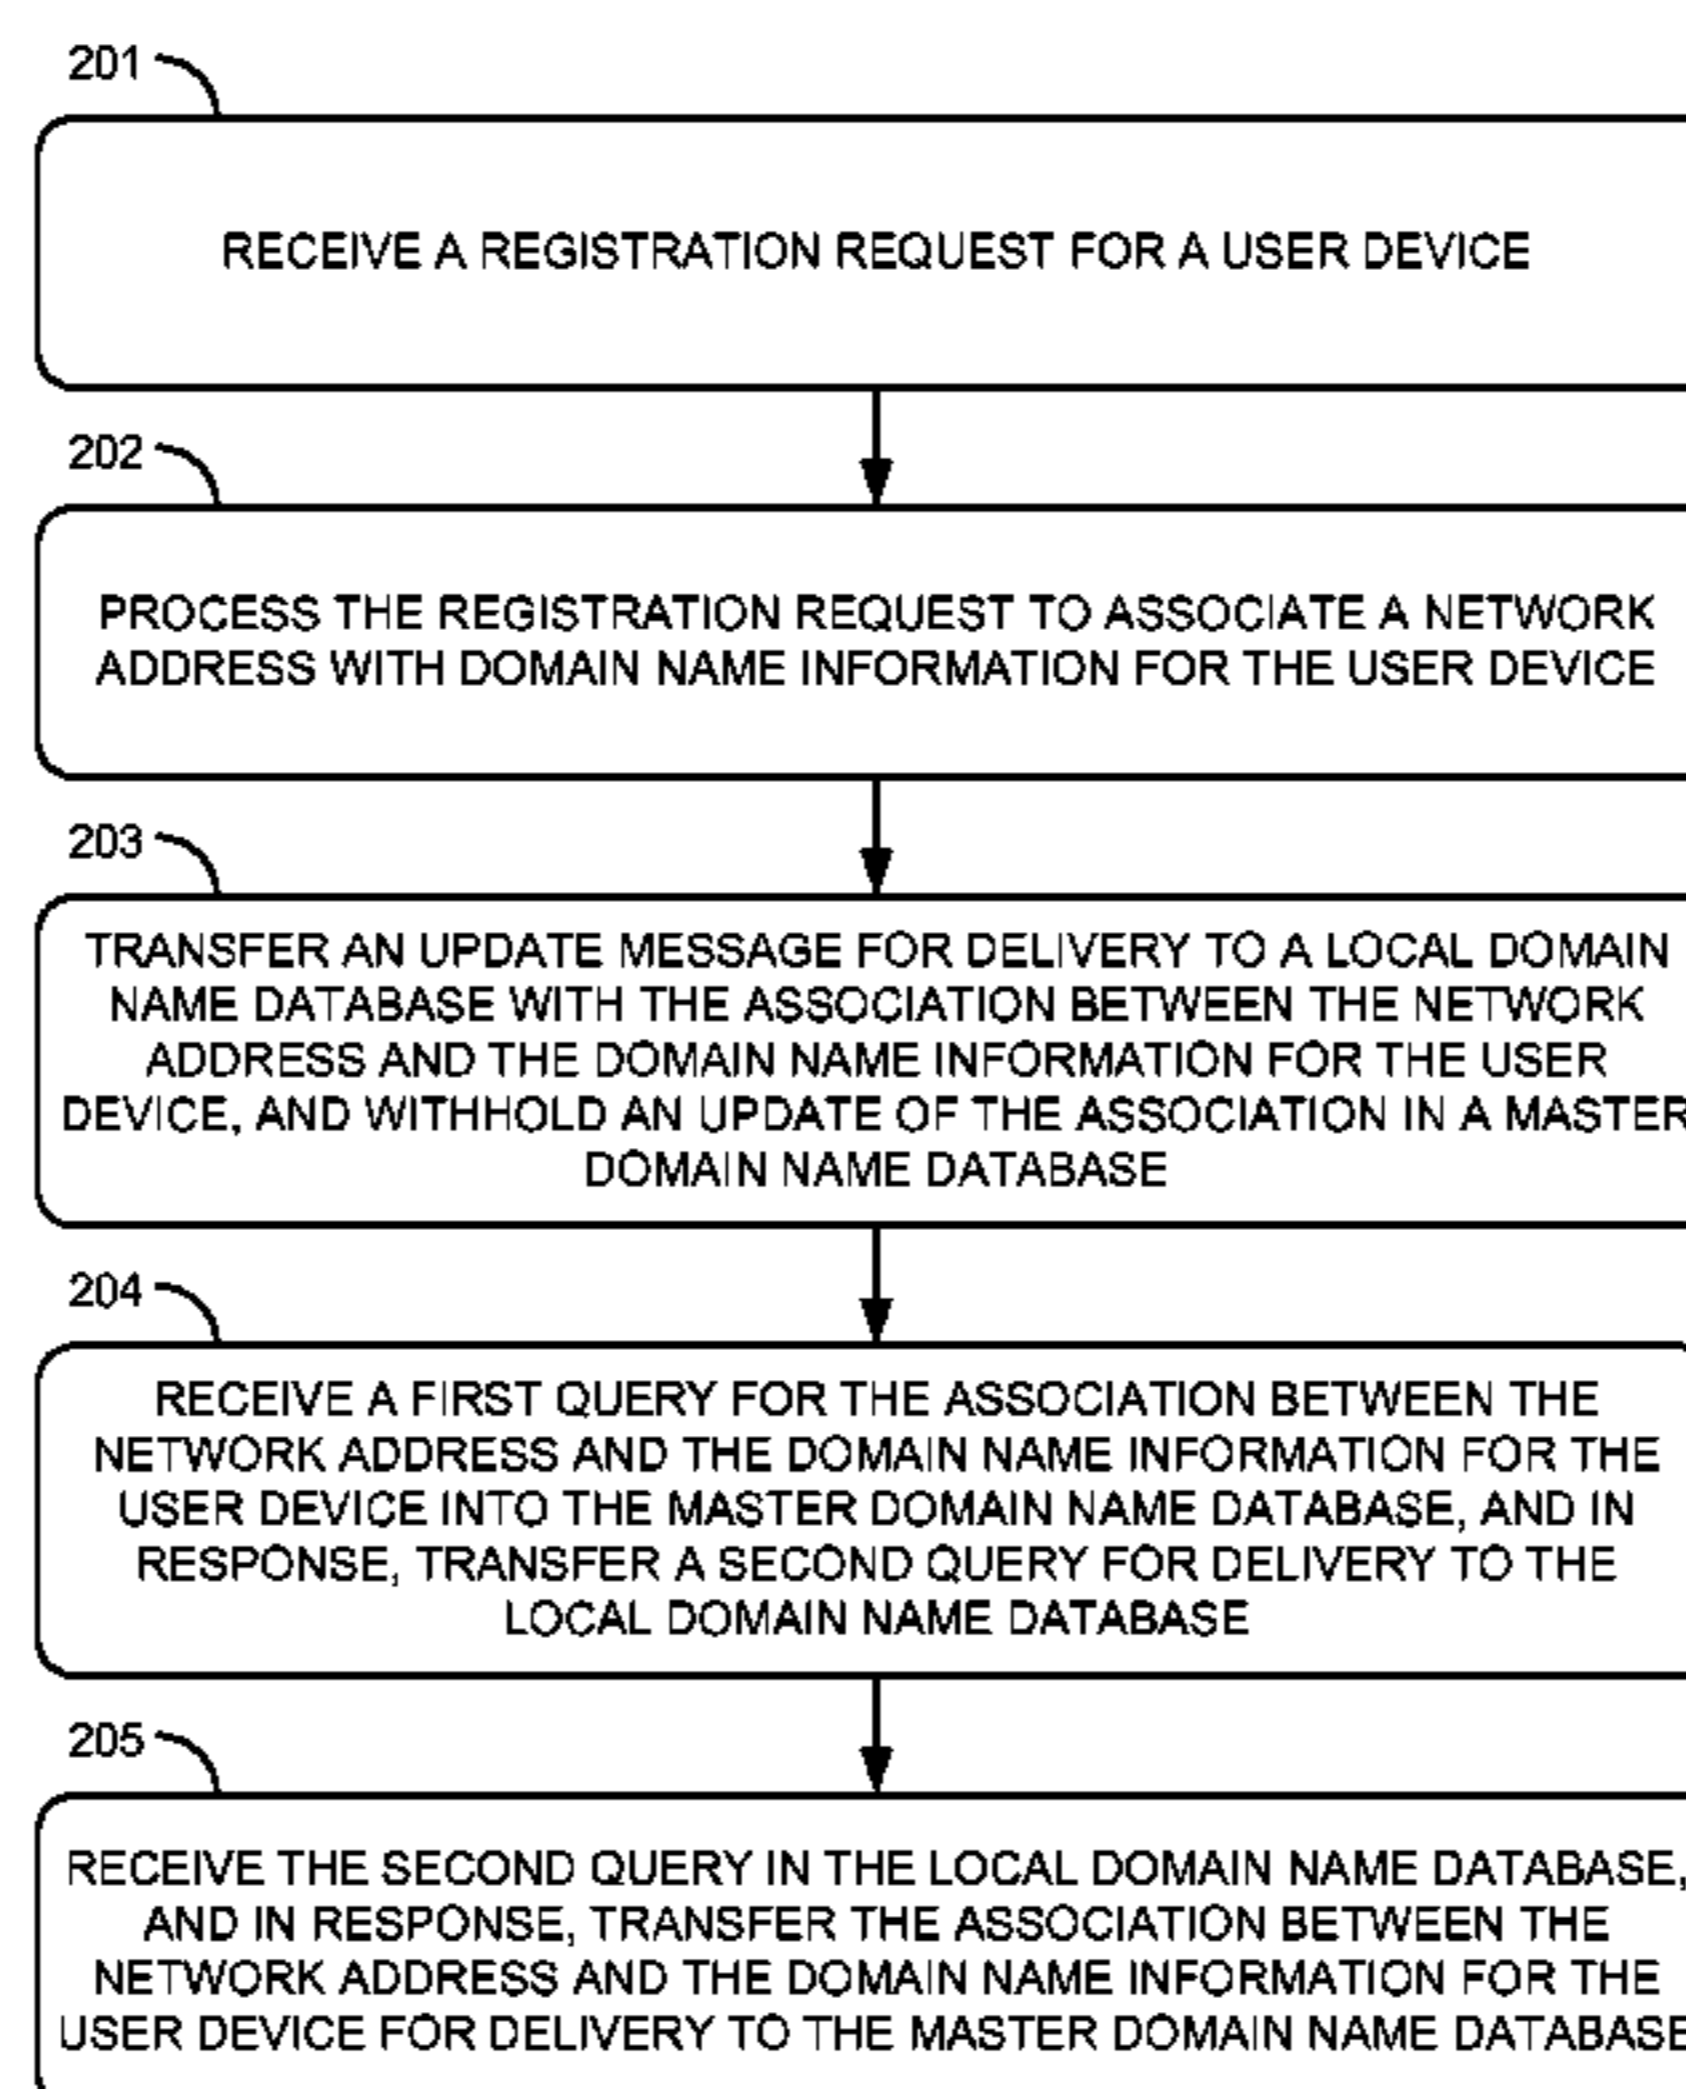 201
RECEIVE A REGISTRATION REQUEST FOR A USER DEVICE
202
PROCESS THE REGISTRATION REQUEST TO ASSOCIATE A NETWORK
ADDRESS WITH DOMAIN NAME INFORMATION FOR THE USER DEVICE
203
TRANSFER AN UPDATE MESSAGE FOR DELIVERY TO A LOCAL DOMAIN
NAME DATABASE WITH THE ASSOCIATION BETWEEN THE NETWORK
ADDRESS AND THE DOMAIN NAME INFORMATION FOR THE USER
DEVICE, AND WITHHOLD AN UPDATE OF THE ASSOCIATION IN A MASTER
DOMAIN NAME DATABASE
204
RECEIVE A FIRST QUERY FOR THE ASSOCIATION BETWEEN THE
NETWORK ADDRESS AND THE DOMAIN NAME INFORMATION FOR THE
USER DEVICE INTO THE MASTER DOMAIN NAME DATABASE, AND IN
RESPONSE, TRANSFER A SECOND QUERY FOR DELIVERY TO THE
LOCAL DOMAIN NAME DATABASE
205
RECEIVE THE SECOND QUERY IN THE LOCAL DOMAIN NAME DATABASE,
AND IN RESPONSE, TRANSFER THE ASSOCIATION BETWEEN THE
NETWORK ADDRESS AND THE DOMAIN NAME INFORMATION FOR THE
USER DEVICE FOR DELIVERY TO THE MASTER DOMAIN NAME DATABASE